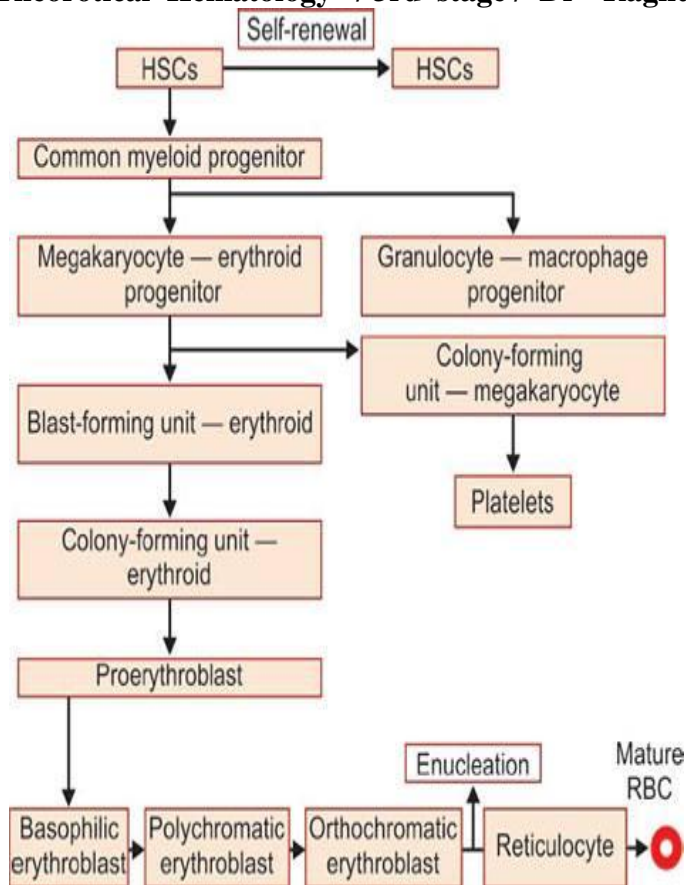 Self-renewal
HSCs
HSCs
Common myeloid progenitor
Megakaryocyte — erythroid
progenitor
Granulocyte — macrophage
progenitor
Colony-forming
unit — megakaryocyte
Blast-forming unit — erythroid
Platelets
Colony-forming unit —
erythroid
Proerythroblast
Enucleation
Mature
RBC
Basophilic
erythroblast
Polychromatic
erythroblast
Orthochromatic
erythroblast
Reticulocyte